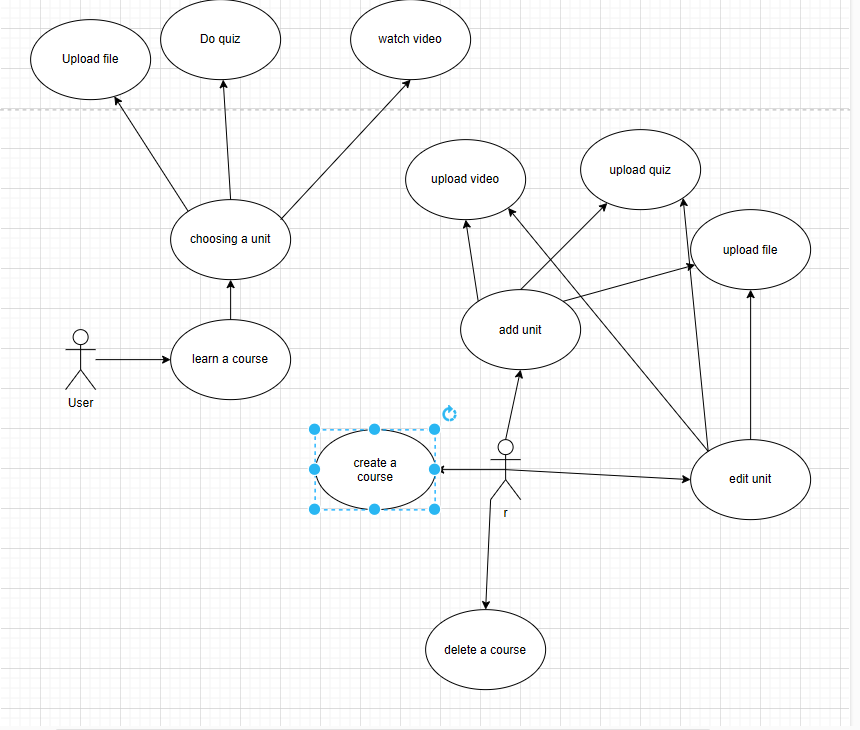 Do quiz
watch video
Upload file
upload quiz
upload video
choosing a unit
upload file
add unit
learn a course
User
create a
course
edit unit
r
delete a course